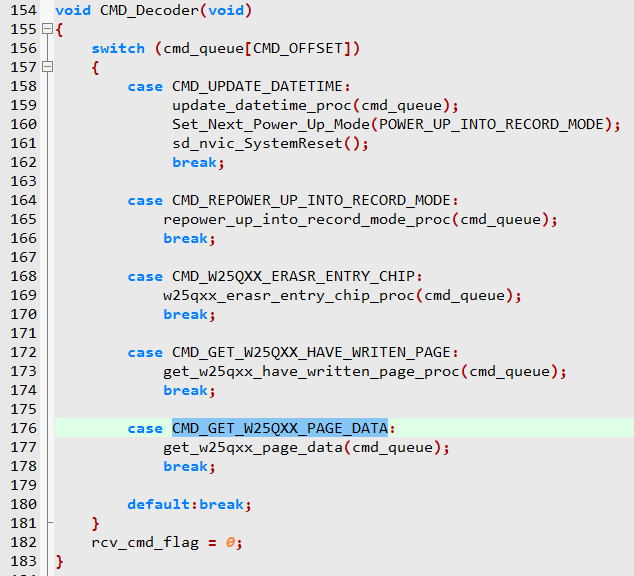 154 void CMD_Decoder(void)
155 {
156     switch (cmd_queue[CMD_OFFSET])
157     {
158         case CMD_UPDATE_DATETIME:
159              update_datetime_proc(cmd_queue);
160              Set_Next_Power_Up_Mode(POWER_UP_INTO_RECORD_MODE);
161              sd_nvic_SystemReset();
162              break;
163
164         case CMD_REPOWER_UP_INTO_RECORD_MODE:
165             repower_up_into_record_mode_proc(cmd_queue);
166             break;
167
168         case CMD_W25QXX_ERASR_ENTRY_CHIP:
169             w25qxx_erasr_entry_chip_proc(cmd_queue);
170             break;
171
172         case CMD_GET_W25QXX_HAVE_WRITEN_PAGE:
173             get_w25qxx_have_written_page_proc(cmd_queue);
174             break;
175
176         case CMD_GET_W25QXX_PAGE_DATA:
177             get_w25qxx_page_data(cmd_queue);
178             break;
179
180         default:break;
181     }
182     rcv_cmd_flag = 0;
183 }